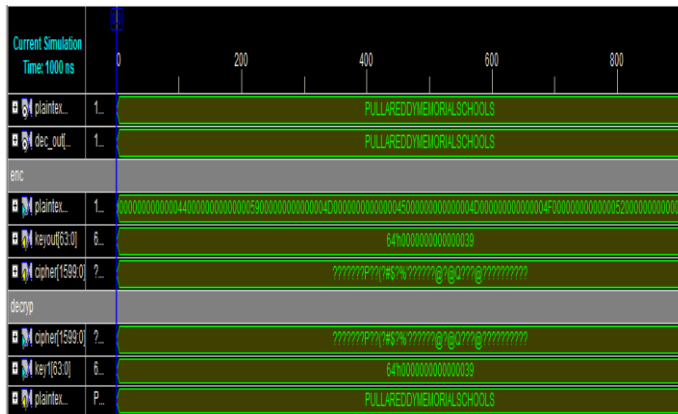 Current Simulation
Time: 1000 ns
0 200 400 600 800
plaintex... 1... PULLAREDDYMEMORIALSCHOOLS
dec_out[... 1... PULLAREDDYMEMORIALSCHOOLS
enc
plaintex... 1...
keyout[63:0] 6... 64'h0000000000000039
cipher[1599:0] ?... ???????P??(?#$?%'??????@?@Q???@??????????
decryp
cipher[1599:0] ?... ???????P??(?#$?%'??????@?@Q???@??????????
key1[63:0] 6... 64'h0000000000000039
plaintex... P... PULLAREDDYMEMORIALSCHOOLS